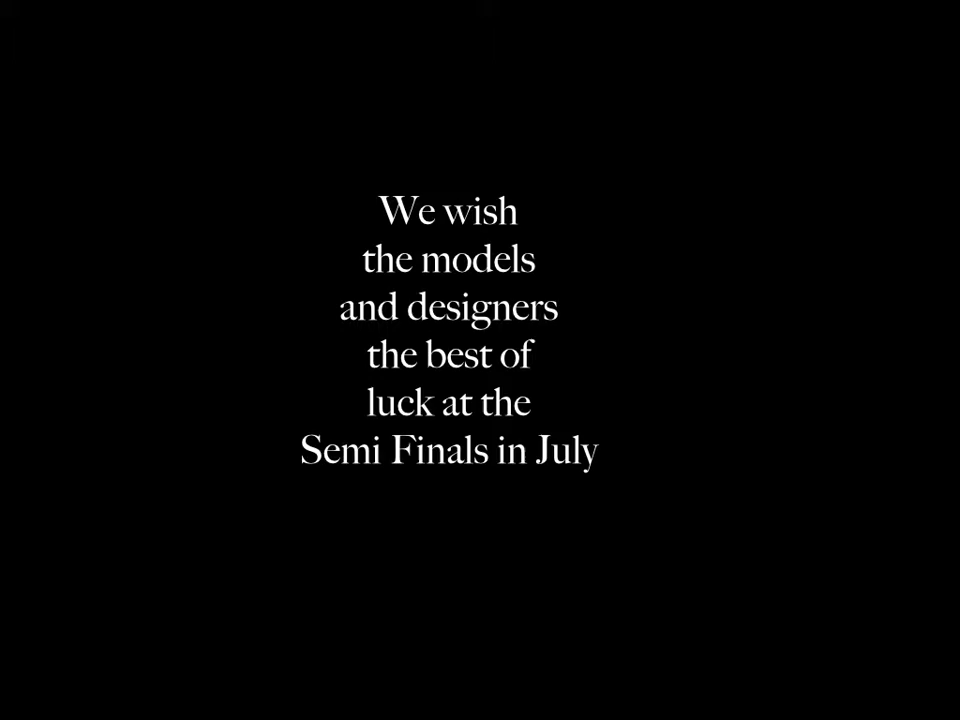 We wish
the models
and designers
the best of
luck at the
Semi Finals in July